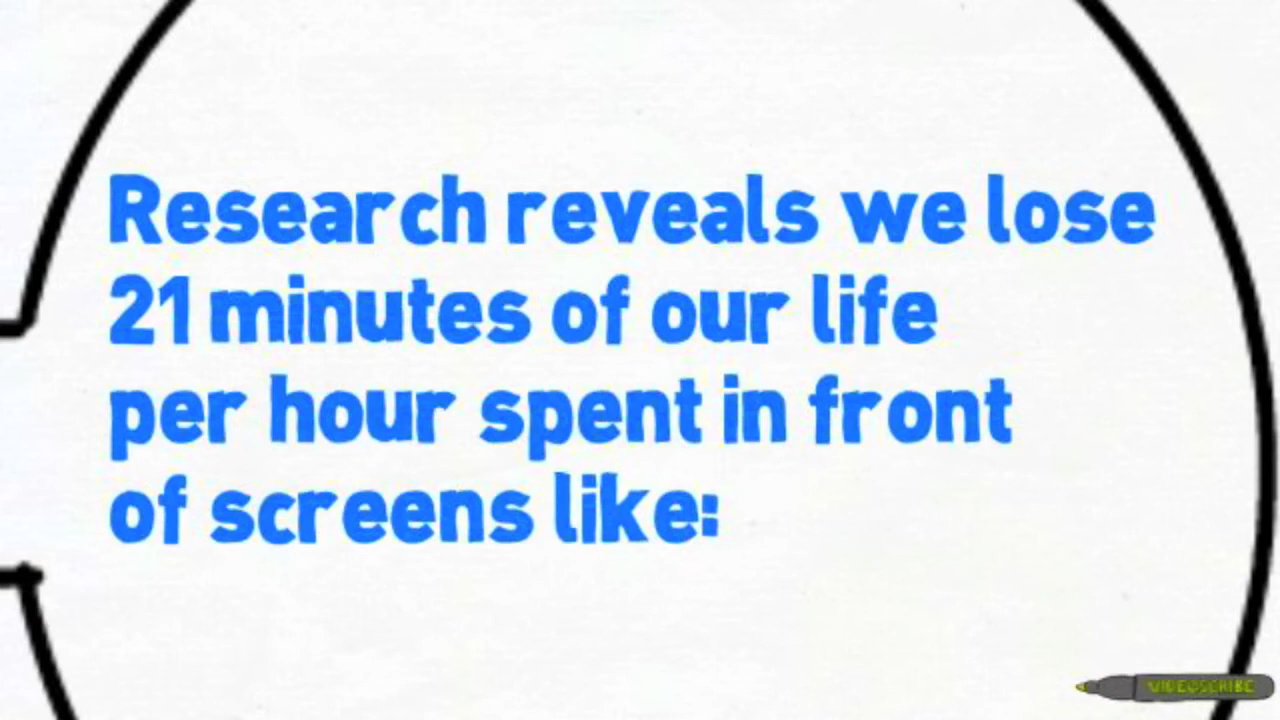 Research reveals we lose
21 minutes of our life
per hour spent in front
of screens like:
VIDEOSCRIBE